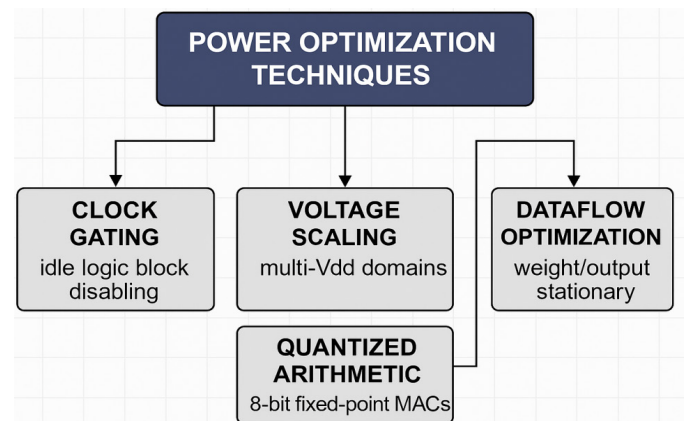 POWER OPTIMIZATION
TECHNIQUES
CLOCK
GATING
idle logic block
disabling
VOLTAGE
SCALING
multi-Vdd domains
DATAFLOW
OPTIMIZATION
weight/output
stationary
QUANTIZED
ARITHMETIC
8-bit fixed-point MACs